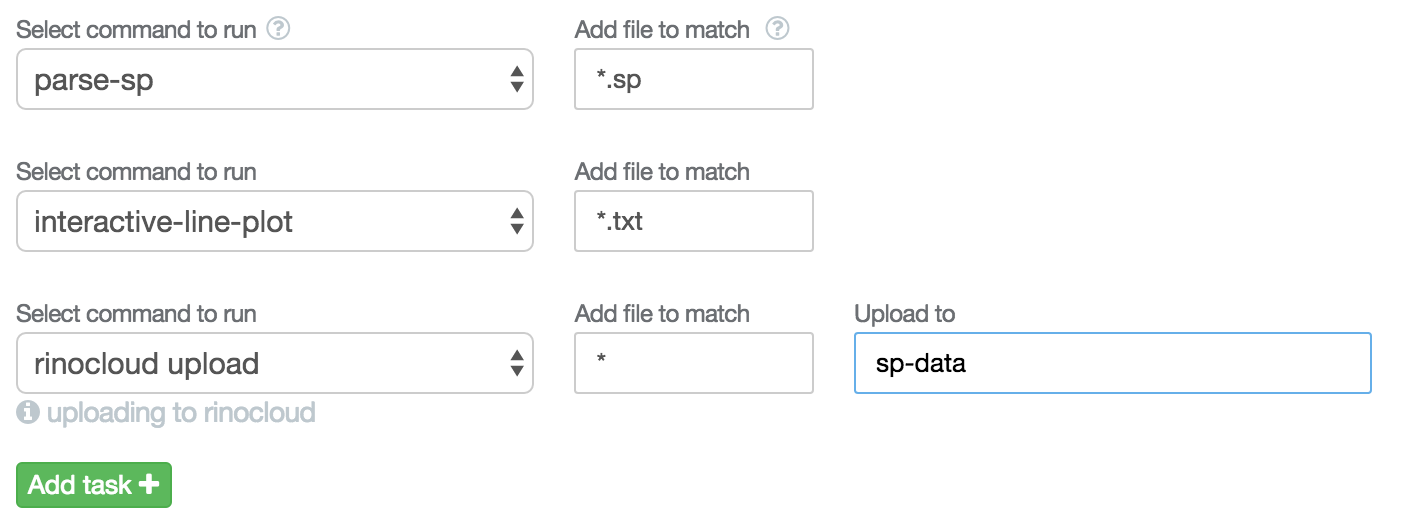 Select command to run ? Add file to match ?
parse-sp *.sp
Select command to run Add file to match
interactive-line-plot *.txt
Select command to run Add file to match Upload to
rinocloud upload * sp-data
i uploading to rinocloud
Add task +